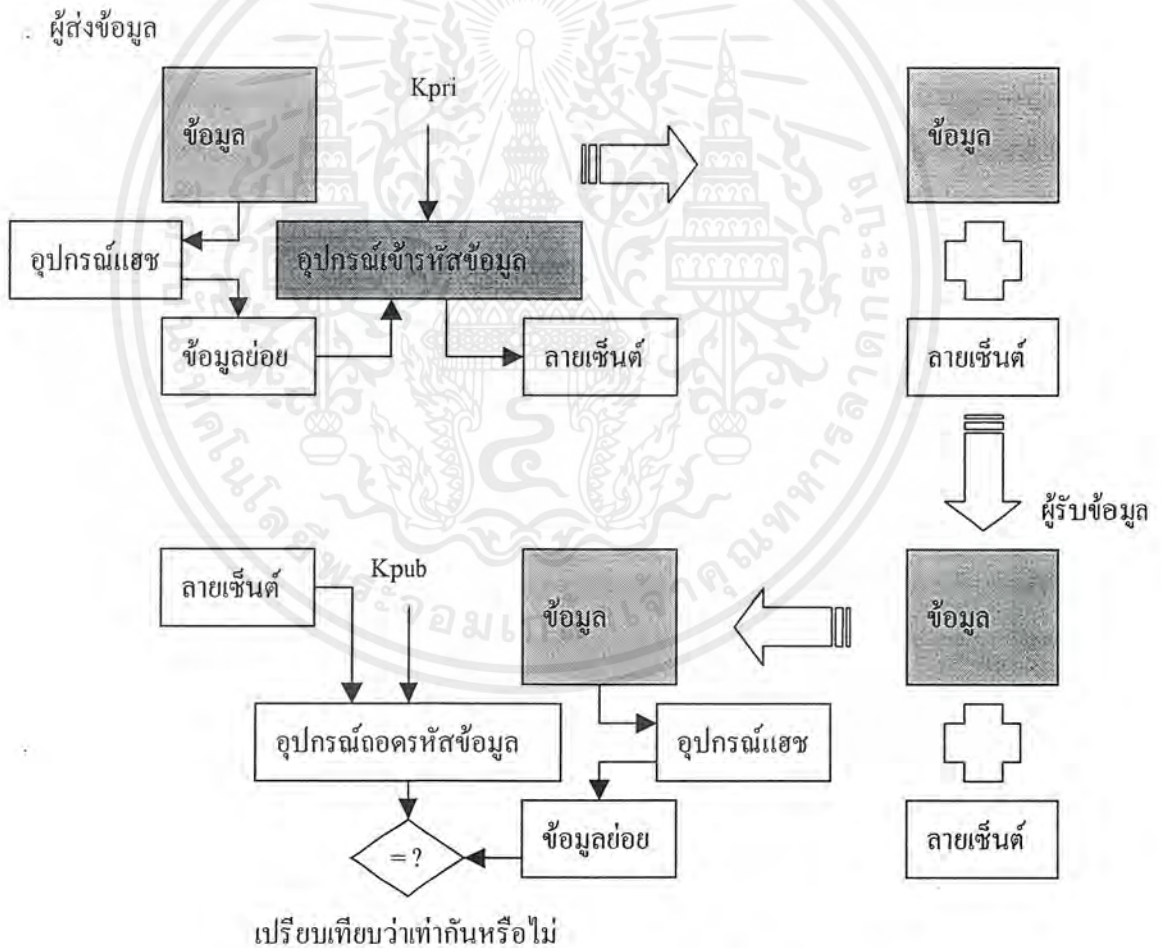 ผู้ส่งข้อมูล
Kpri
ข้อมูล
ข้อมูล
อุปกรณ์แฮช
อุปกรณ์เข้ารหัสข้อมูล
ข้อมูลย่อย
ลายเซ็นต์
ลายเซ็นต์
ผู้รับข้อมูล
ลายเซ็นต์
Kpub
ข้อมูล
ข้อมูล
อุปกรณ์ถอดรหัสข้อมูล
อุปกรณ์แฮช
= ?
ข้อมูลย่อย
ลายเซ็นต์
เปรียบเทียบว่าเท่ากันหรือไม่